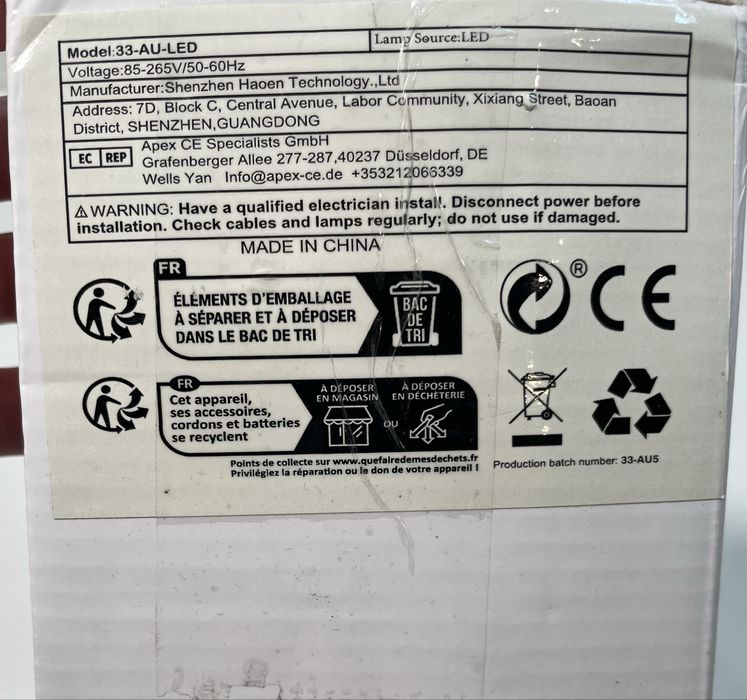 Model:33-AU-LED
Lamp Source:LED
Voltage:85-265V/50-60Hz
Manufacturer:Shenzhen Haoen Technology.,Ltd
Address: 7D, Block C, Central Avenue, Labor Community, Xixiang Street, Baoan
District, SHENZHEN,GUANGDONG
EC REP
Apex CE Specialists GmbH
Grafenberger Allee 277-287,40237 Düsseldorf, DE
Wells Yan Info@apex-ce.de +353212066339
⚠WARNING: Have a qualified electrician install. Disconnect power before
installation. Check cables and lamps regularly; do not use if damaged.
MADE IN CHINA
FR
ÉLÉMENTS D'EMBALLAGE
À SÉPARER ET À DÉPOSER
DANS LE BAC DE TRI
BAC
DE
TRI
®
CE
FR
Cet appareil,
ses accessoires,
cordons et batteries
se recyclent
À DÉPOSER
EN MAGASIN
OU
À DÉPOSER
EN DÉCHÈTERIE
Points de collecte sur www.quefairedemesdechets.fr
Privilégiez la réparation ou le don de votre appareil !
Production batch number: 33-AU5